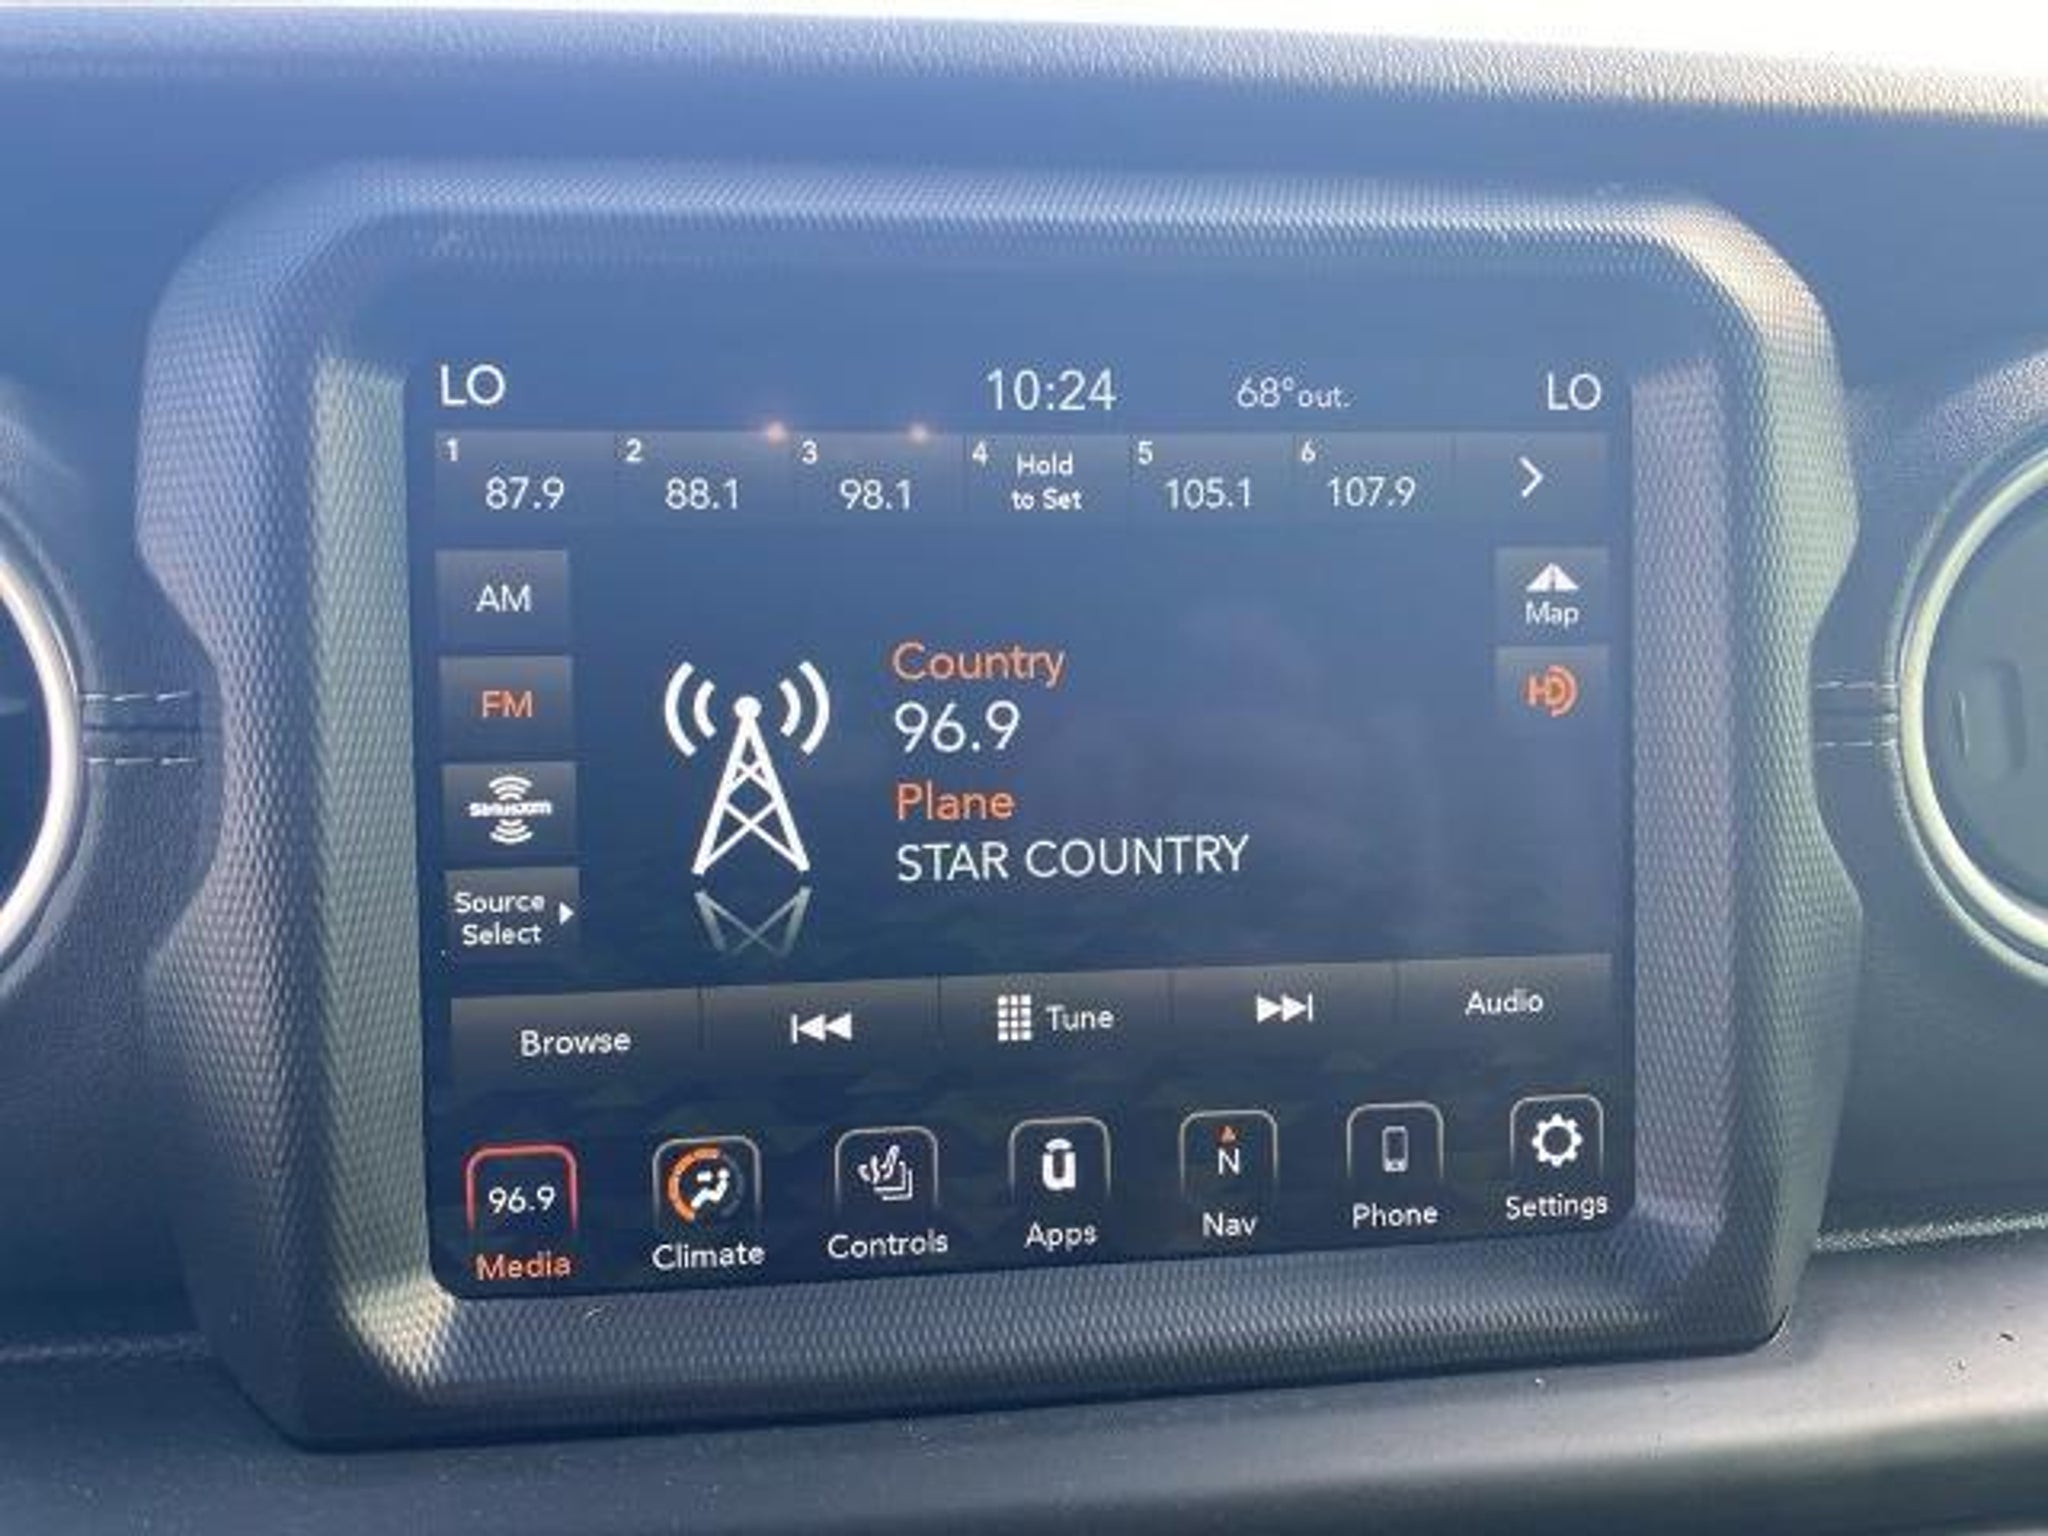 LO 10:24 68°out. LO
1 87.9 2 88.1 3 98.1 4 Hold to Set 5 105.1 6 107.9
AM
Map
FM
HD
SiriusXM
Source
Select
Country
96.9
Plane
STAR COUNTRY
Browse Tune Audio
96.9 N
Media Climate Controls Apps Nav Phone Settings